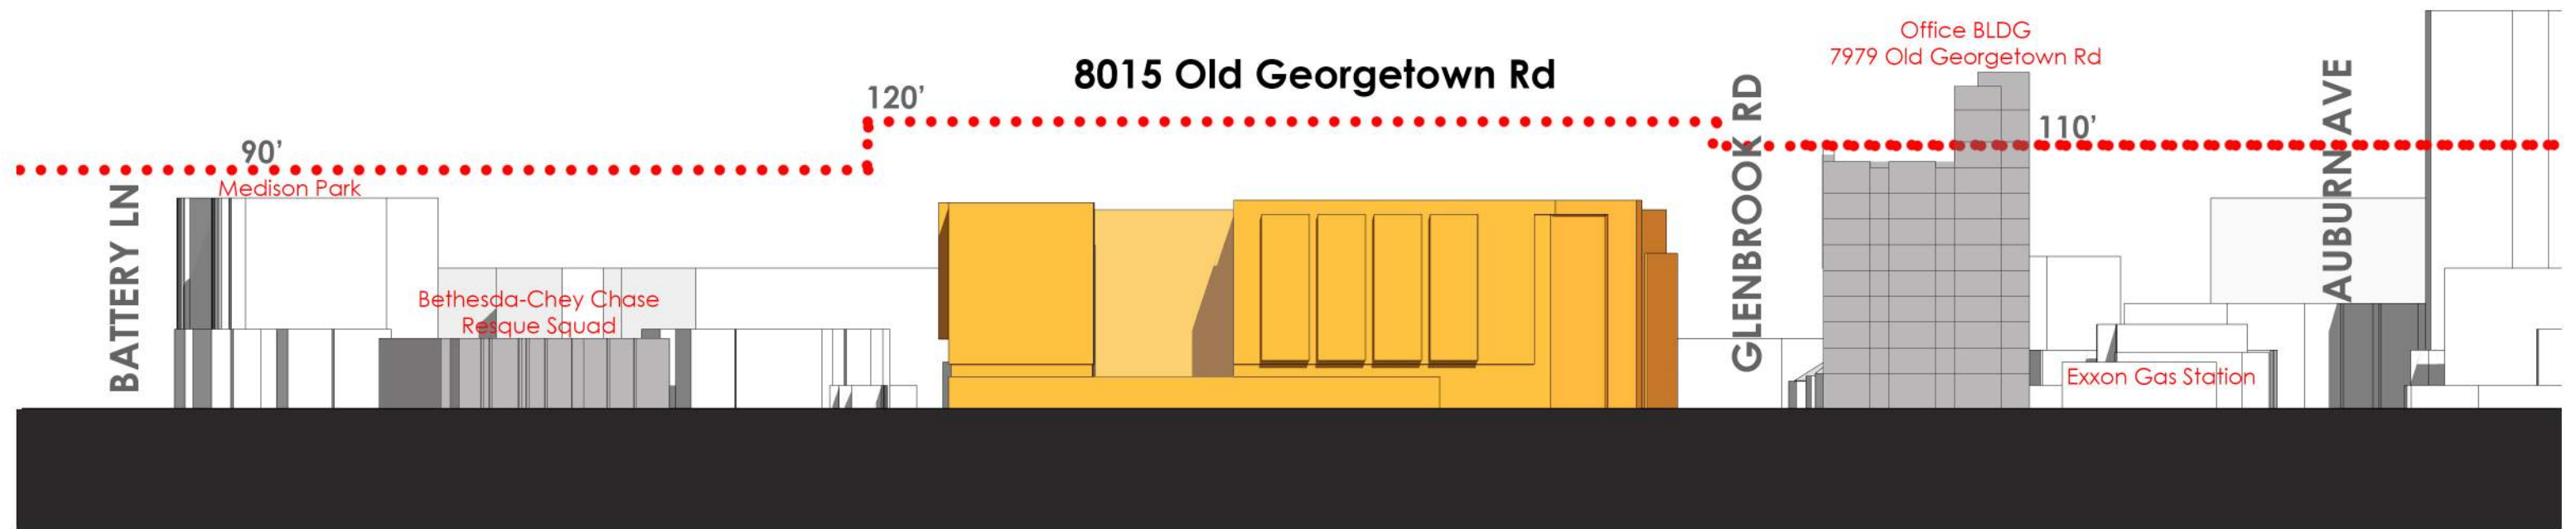 BATTERY LN
90’
Medison Park
Bethesda-Chey Chase
Resque Squad
120’
8015 Old Georgetown Rd
GLENBROOK RD
Office BLDG
7979 Old Georgetown Rd
110’
Exxon Gas Station
AUBURN AVE